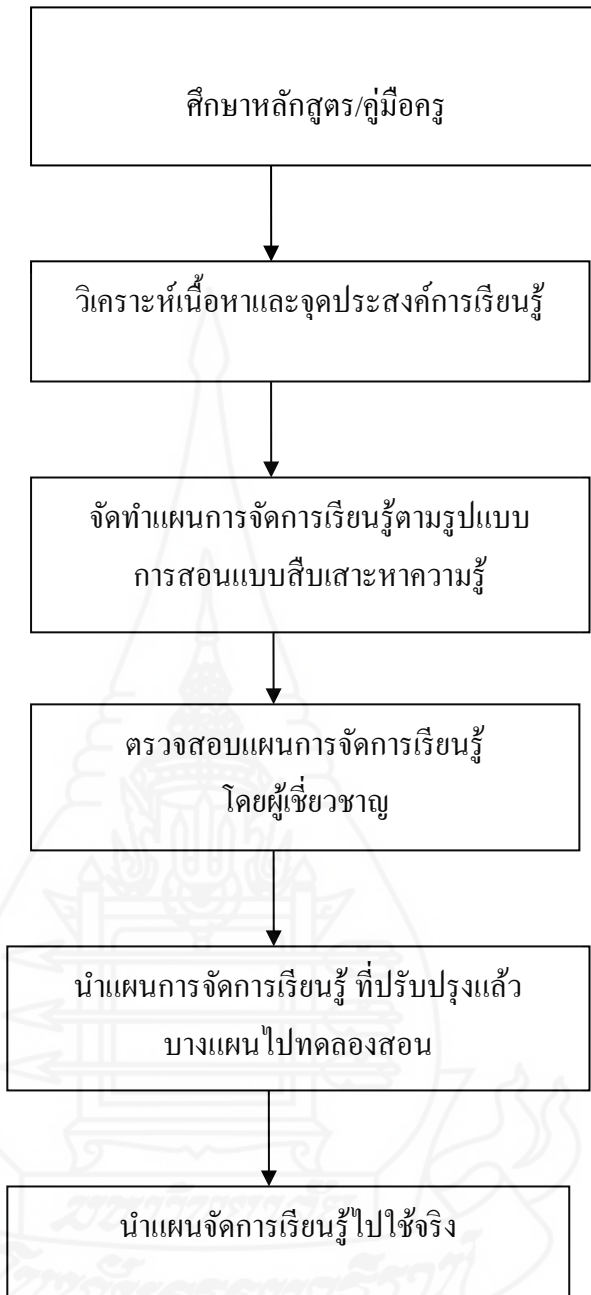 ศึกษาหลักสูตร/คู่มือครู
วิเคราะห์เนื้อหาและจุดประสงค์การเรียนรู้
จัดทำแผนการจัดการเรียนรู้ตามรูปแบบ
การสอนแบบสืบเสาะหาความรู้
ตรวจสอบแผนการจัดการเรียนรู้
โดยผู้เชี่ยวชาญ
นำแผนการจัดการเรียนรู้ ที่ปรับปรุงแล้ว
บางแผนไปทดลองสอน
นำแผนจัดการเรียนรู้ไปใช้จริง